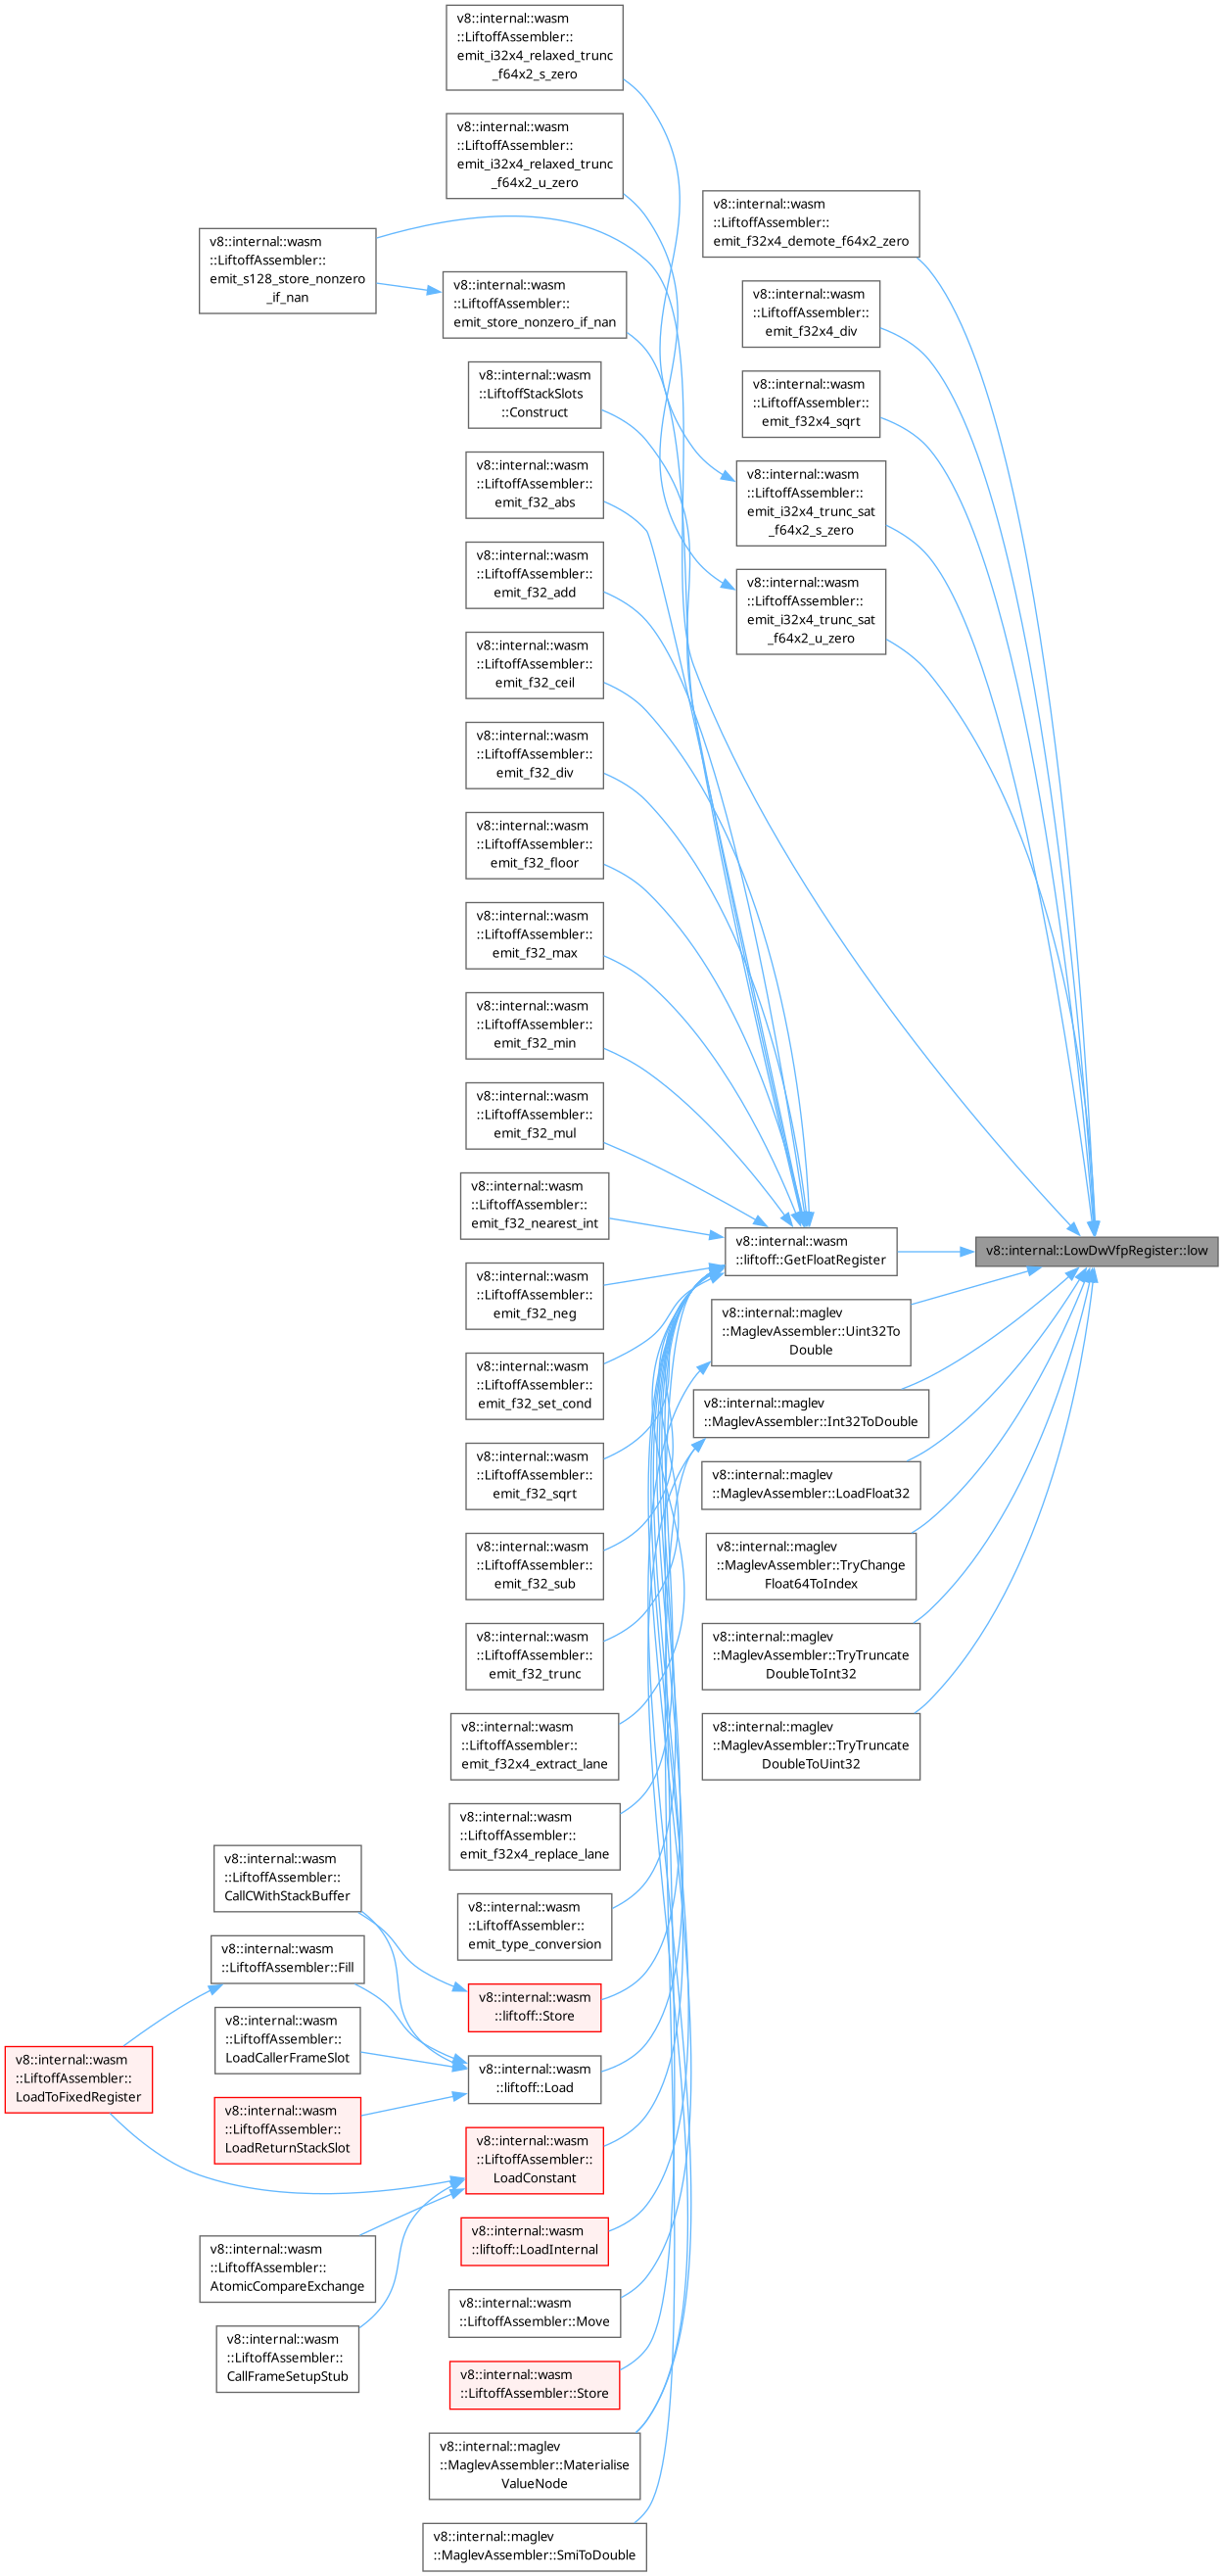 v8::internal::wasm
::LiftoffAssembler::
emit_i32x4_relaxed_trunc
_f64x2_s_zero
v8::internal::wasm
::LiftoffAssembler::
emit_i32x4_relaxed_trunc
_f64x2_u_zero
v8::internal::wasm
::LiftoffAssembler::
emit_f32x4_demote_f64x2_zero
v8::internal::wasm
::LiftoffAssembler::
emit_s128_store_nonzero
_if_nan
v8::internal::wasm
::LiftoffAssembler::
emit_store_nonzero_if_nan
v8::internal::wasm
::LiftoffAssembler::
emit_f32x4_div
v8::internal::wasm
::LiftoffStackSlots
::Construct
v8::internal::wasm
::LiftoffAssembler::
emit_f32x4_sqrt
v8::internal::wasm
::LiftoffAssembler::
emit_f32_abs
v8::internal::wasm
::LiftoffAssembler::
emit_i32x4_trunc_sat
_f64x2_s_zero
v8::internal::wasm
::LiftoffAssembler::
emit_f32_add
v8::internal::wasm
::LiftoffAssembler::
emit_i32x4_trunc_sat
_f64x2_u_zero
v8::internal::wasm
::LiftoffAssembler::
emit_f32_ceil
v8::internal::wasm
::LiftoffAssembler::
emit_f32_div
v8::internal::wasm
::LiftoffAssembler::
emit_f32_floor
v8::internal::wasm
::LiftoffAssembler::
emit_f32_max
v8::internal::wasm
::LiftoffAssembler::
emit_f32_min
v8::internal::wasm
::LiftoffAssembler::
emit_f32_mul
v8::internal::wasm
::LiftoffAssembler::
emit_f32_nearest_int
v8::internal::wasm
::liftoff::GetFloatRegister
v8::internal::LowDwVfpRegister::low
v8::internal::wasm
::LiftoffAssembler::
emit_f32_neg
v8::internal::maglev
::MaglevAssembler::Uint32To
Double
v8::internal::wasm
::LiftoffAssembler::
emit_f32_set_cond
v8::internal::maglev
::MaglevAssembler::Int32ToDouble
v8::internal::wasm
::LiftoffAssembler::
emit_f32_sqrt
v8::internal::maglev
::MaglevAssembler::LoadFloat32
v8::internal::wasm
::LiftoffAssembler::
emit_f32_sub
v8::internal::maglev
::MaglevAssembler::TryChange
Float64ToIndex
v8::internal::wasm
::LiftoffAssembler::
emit_f32_trunc
v8::internal::maglev
::MaglevAssembler::TryTruncate
DoubleToInt32
v8::internal::wasm
::LiftoffAssembler::
emit_f32x4_extract_lane
v8::internal::maglev
::MaglevAssembler::TryTruncate
DoubleToUint32
v8::internal::wasm
::LiftoffAssembler::
emit_f32x4_replace_lane
v8::internal::wasm
::LiftoffAssembler::
CallCWithStackBuffer
v8::internal::wasm
::LiftoffAssembler::
emit_type_conversion
v8::internal::wasm
::LiftoffAssembler::Fill
v8::internal::wasm
::liftoff::Store
v8::internal::wasm
::LiftoffAssembler::
LoadCallerFrameSlot
v8::internal::wasm
::LiftoffAssembler::
LoadToFixedRegister
v8::internal::wasm
::liftoff::Load
v8::internal::wasm
::LiftoffAssembler::
LoadReturnStackSlot
v8::internal::wasm
::LiftoffAssembler::
LoadConstant
v8::internal::wasm
::liftoff::LoadInternal
v8::internal::wasm
::LiftoffAssembler::
AtomicCompareExchange
v8::internal::wasm
::LiftoffAssembler::Move
v8::internal::wasm
::LiftoffAssembler::
CallFrameSetupStub
v8::internal::wasm
::LiftoffAssembler::Store
v8::internal::maglev
::MaglevAssembler::Materialise
ValueNode
v8::internal::maglev
::MaglevAssembler::SmiToDouble